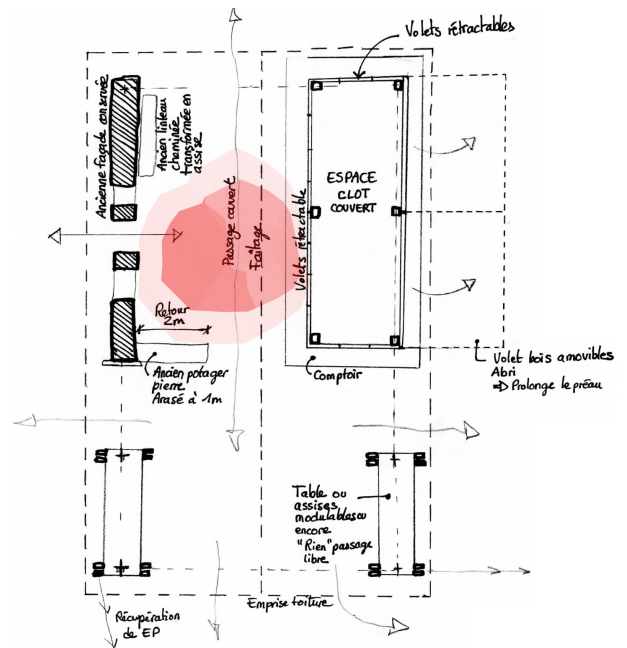 Volets rétractables
Ancienne façade conservée
Ancien linteau
cheminée
transformée en
assise
ESPACE
CLOT
COUVERT
Passage couvert
Faîtage
Volets rétractable
Retour
2m
Ancien potager
pierre
Arasé à 1m
Comptoir
Volet bois amovibles
Abri
=> Prolonge le préau
Table ou
assises
modulables ou
encore
"Rien" passage
libre
Emprise toiture
Récupération
de EP